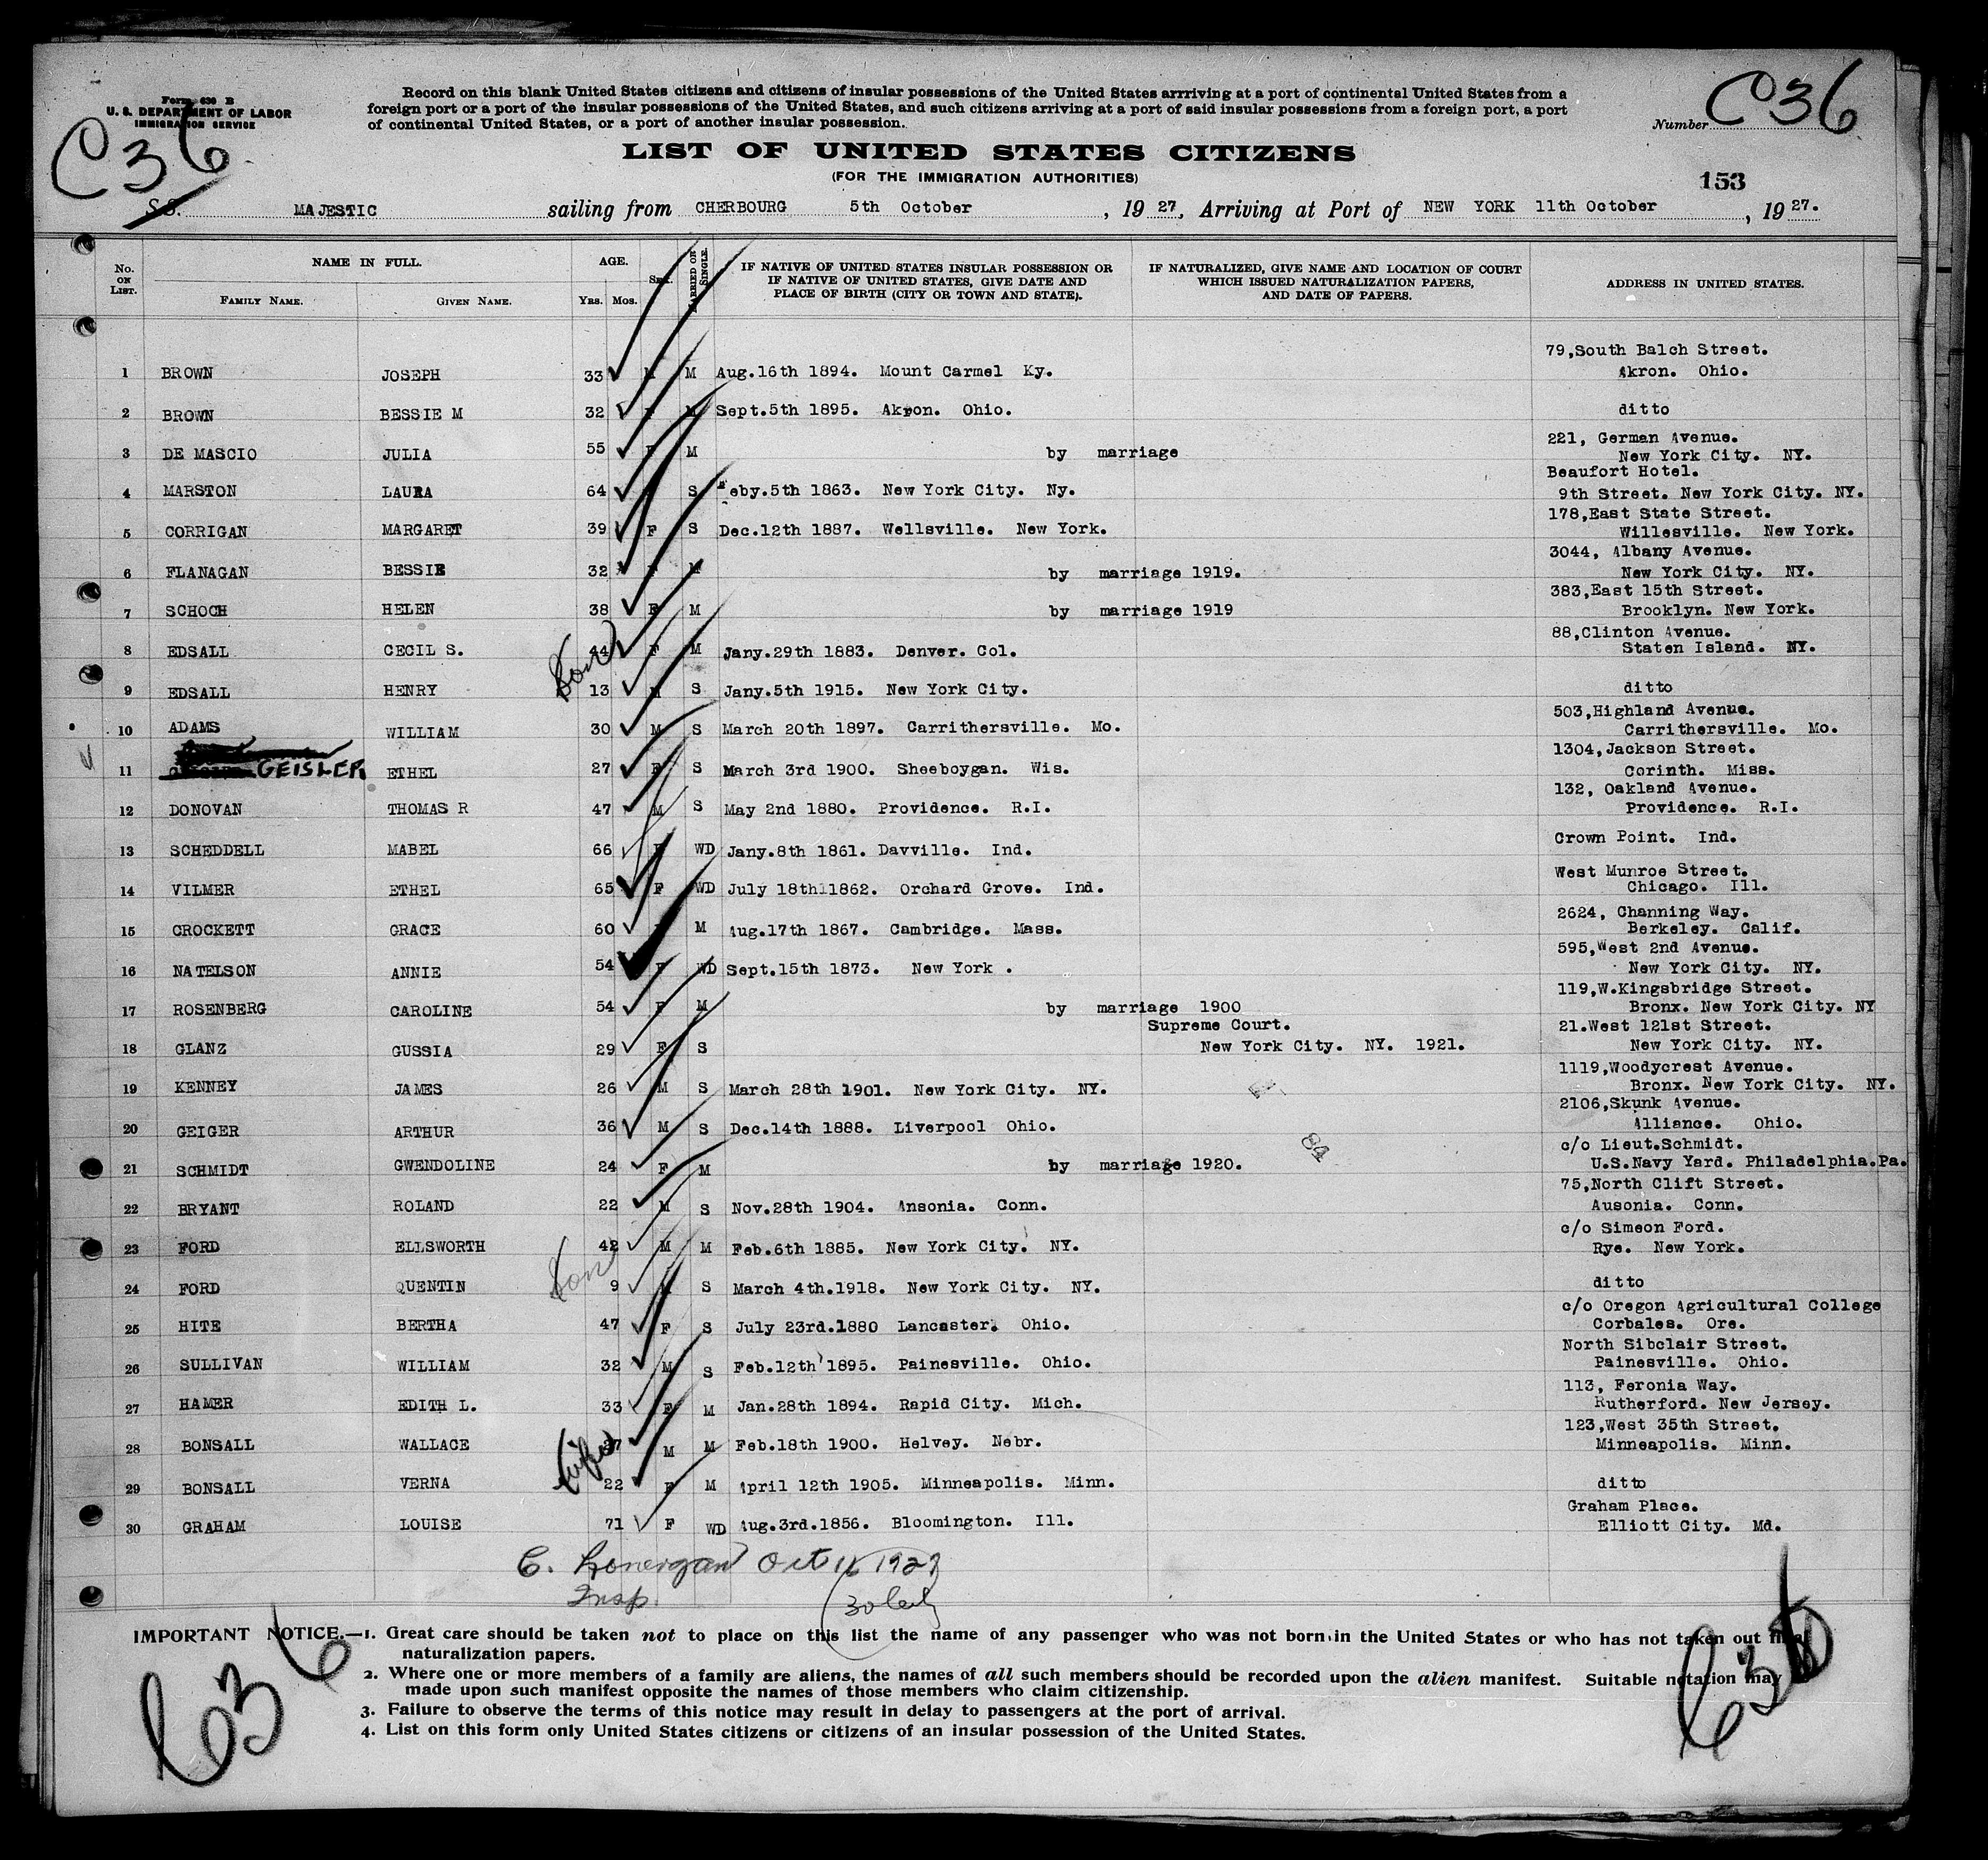 Form 630 B
U. S. DEPARTMENT OF LABOR
IMMIGRATION SERVICE
C36
Record on this blank United States citizens and citizens of insular possessions of the United States arrriving at a port of continental United States from a
foreign port or a port of the insular possessions of the United States, and such citizens arriving at a port of said insular possessions from a foreign port, a port
of continental United States, or a port of another insular possession.
Number C36
LIST OF UNITED STATES CITIZENS
(FOR THE IMMIGRATION AUTHORITIES)
153
S.S. MAJESTIC sailing from CHERBOURG 5th October , 19 27, Arriving at Port of NEW YORK 11th October , 19 27.
No. ON LIST. NAME IN FULL. FAMILY NAME. GIVEN NAME. AGE. Yrs. Mos. SEX. MARRIED OR SINGLE. IF NATIVE OF UNITED STATES INSULAR POSSESSION OR IF NATIVE OF UNITED STATES, GIVE DATE AND PLACE OF BIRTH (CITY OR TOWN AND STATE). IF NATURALIZED, GIVE NAME AND LOCATION OF COURT WHICH ISSUED NATURALIZATION PAPERS, AND DATE OF PAPERS. ADDRESS IN UNITED STATES.
79,South Balch Street.
1 BROWN JOSEPH 33 M M Aug.16th 1894. Mount Carmel Ky. Akron. Ohio.
2 BROWN BESSIE M 32 F M Sept.5th 1895. Akron. Ohio. ditto
221, German Avenue.
3 DE MASCIO JULIA 55 F M by marriage New York City. NY.
Beaufort Hotel.
4 MARSTON LAURA 64 S Feby.5th 1863. New York City. Ny. 9th Street. New York City. NY.
178,East State Street.
5 CORRIGAN MARGARET 39 F S Dec.12th 1887. Wellsville. New York. Willesville. New York.
3044, Albany Avenue.
6 FLANAGAN BESSIE 32 F M by marriage 1919. New York City. NY.
383,East 15th Street.
7 SCHOCH HELEN 38 F M by marriage 1919 Brooklyn. New York.
88,Clinton Avenue.
8 EDSALL CECIL S. 44 F M Jany.29th 1883. Denver. Col. Staten Island. NY.
Son
9 EDSALL HENRY 13 M S Jany.5th 1915. New York City. ditto
503,Highland Avenue.
10 ADAMS WILLIAM 30 M S March 20th 1897. Carrithersville. Mo. Carrithersville. Mo.
1304,Jackson Street.
11 GEISLER ETHEL 27 F S March 3rd 1900. Sheeboygan. Wis. Corinth. Miss.
132, Oakland Avenue.
12 DONOVAN THOMAS R 47 M S May 2nd 1880. Providence. R.I. Providence. R.I.
13 SCHEDDELL MABEL 66 F WD Jany.8th 1861. Davville. Ind. Crown Point. Ind.
West Munroe Street.
14 VILMER ETHEL 65 F WD July 18th 1862. Orchard Grove. Ind. Chicago. Ill.
2624, Channing Way.
15 CROCKETT GRACE 60 M Aug.17th 1867. Cambridge. Mass. Berkeley. Calif.
595,West 2nd Avenue.
16 NATELSON ANNIE 54 F WD Sept.15th 1873. New York . New York City. NY.
119,W.Kingsbridge Street.
17 ROSENBERG CAROLINE 54 F M by marriage 1900 Bronx. New York City. NY
Supreme Court. 21.West 121st Street.
18 GLANZ GUSSIA 29 F S New York City. NY. 1921. New York City. NY.
1119,Woodycrest Avenue.
19 KENNEY JAMES 26 M S March 28th 1901. New York City. NY. Bronx. New York City. NY.
2106,Skunk Avenue.
20 GEIGER ARTHUR 36 M S Dec.14th 1888. Liverpool Ohio. Alliance. Ohio.
84
c/o Lieut.Schmidt.
21 SCHMIDT GWENDOLINE 24 F M by marriage 1920. U.S.Navy Yard. Philadelphia.Pa.
75,North Clift Street.
22 BRYANT ROLAND 22 M S Nov.28th 1904. Ansonia. Conn. Ausonia. Conn.
c/o Simeon Ford.
23 FORD ELLSWORTH 42 M M Feb.6th 1885. New York City. NY. Rye. New York.
Son
24 FORD QUENTIN 9 M S March 4th.1918. New York City. NY. ditto
c/o Oregon Agricultural College
25 HITE BERTHA 47 F S July 23rd.1880 Lancaster. Ohio. Corbales. Ore.
North Sibclair Street.
26 SULLIVAN WILLIAM 32 M S Feb.12th 1895. Painesville. Ohio. Painesville. Ohio.
113, Feronia Way.
27 HAMER EDITH L. 33 F M Jan.28th 1894. Rapid City. Mich. Rutherford. New Jersey.
123,West 35th Street.
28 BONSALL WALLACE 27 M M Feb.18th 1900. Helvey. Nebr. Minneapolis. Minn.
wife
29 BONSALL VERNA 22 F M April 12th 1905. Minneapolis. Minn. ditto
Graham Place.
30 GRAHAM LOUISE 71 F WD Aug.3rd.1856. Bloomington. Ill. Elliott City. Md.
C. Lonergan Oct 11 1927
Insp.
IMPORTANT NOTICE.—1. Great care should be taken not to place on this list the name of any passenger who was not born in the United States or who has not taken out final
naturalization papers.
2. Where one or more members of a family are aliens, the names of all such members should be recorded upon the alien manifest. Suitable notation may
made upon such manifest opposite the names of those members who claim citizenship.
3. Failure to observe the terms of this notice may result in delay to passengers at the port of arrival.
4. List on this form only United States citizens or citizens of an insular possession of the United States.
C36
C36